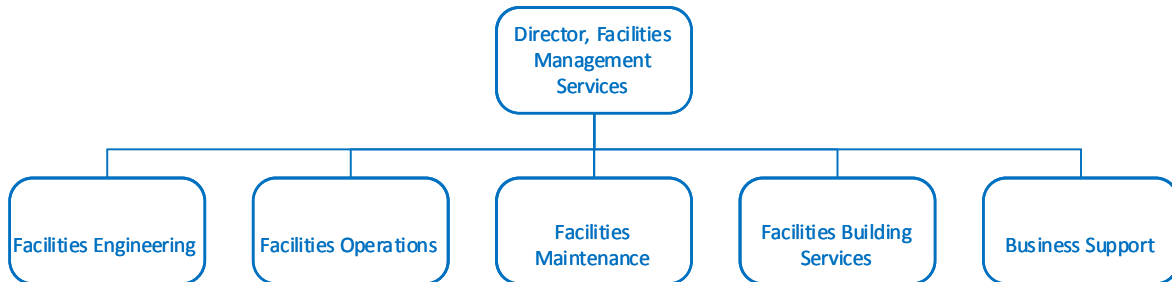 Director, Facilities
Management
Services
Facilities Engineering
Facilities Operations
Facilities
Maintenance
Facilities Building
Services
Business Support